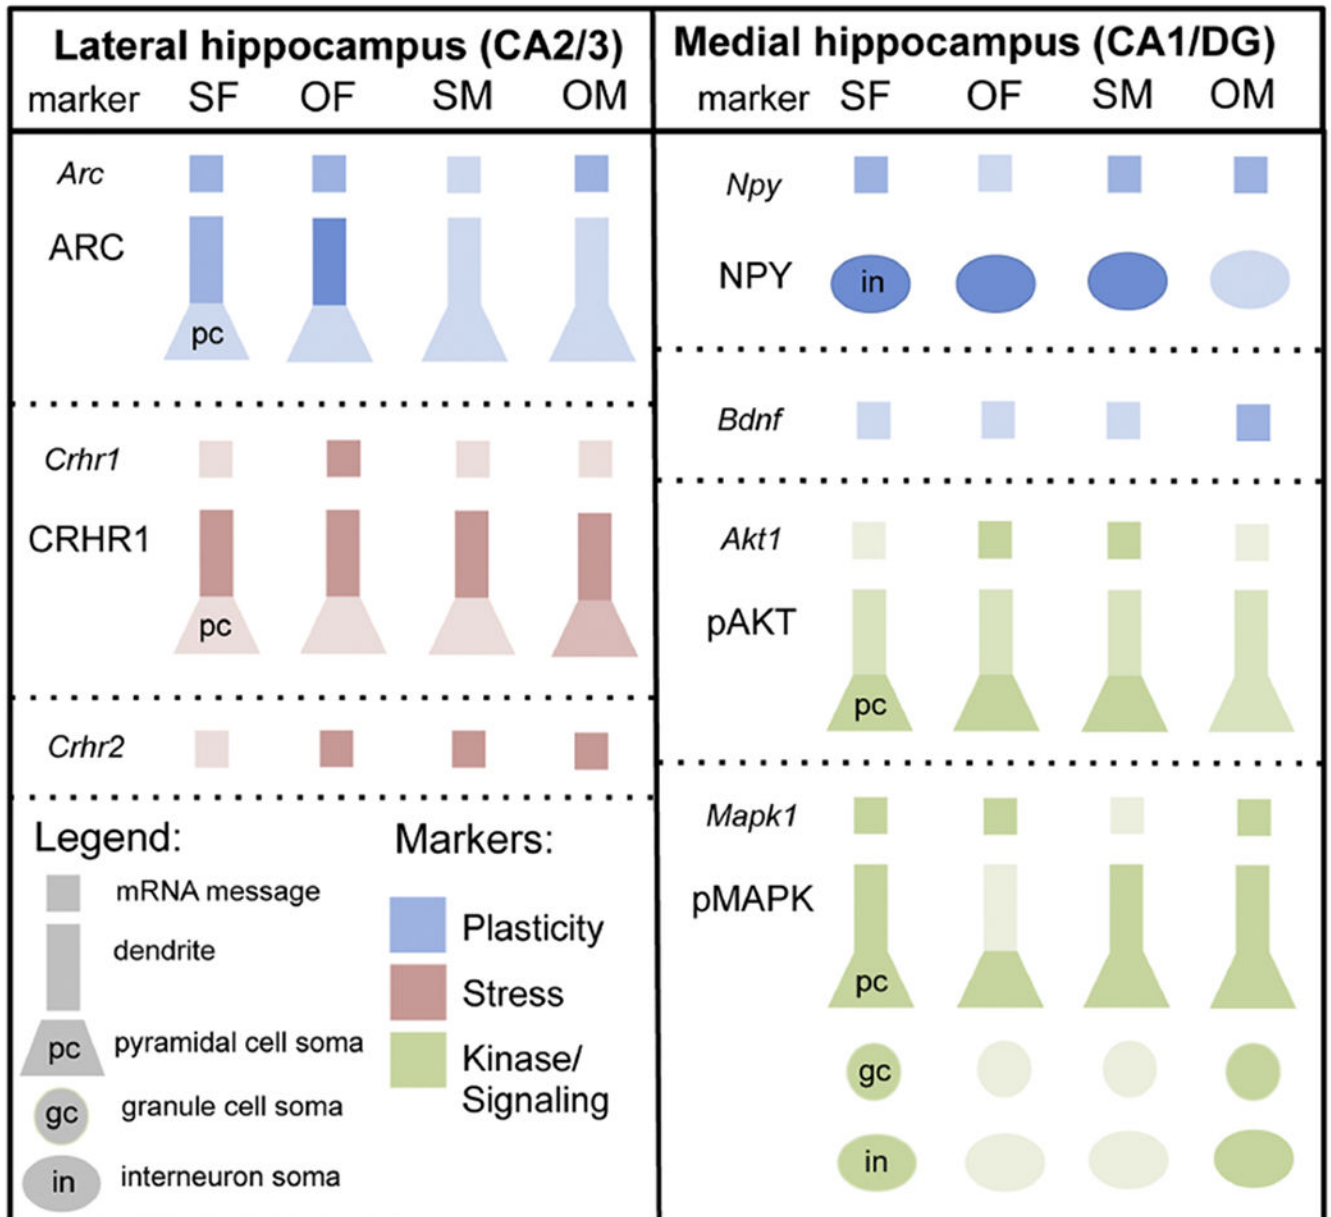 Lateral hippocampus (CA2/3)
marker SF OF SM OM
Arc
ARC
pc
Crhr1
CRHR1
pc
Crhr2
Legend:
mRNA message
dendrite
pc pyramidal cell soma
gc granule cell soma
in interneuron soma
Markers:
Plasticity
Stress
Kinase/
Signaling
Medial hippocampus (CA1/DG)
marker SF OF SM OM
Npy
NPY
in
Bdnf
Akt1
pAKT
pc
Mapk1
pMAPK
pc
gc
in